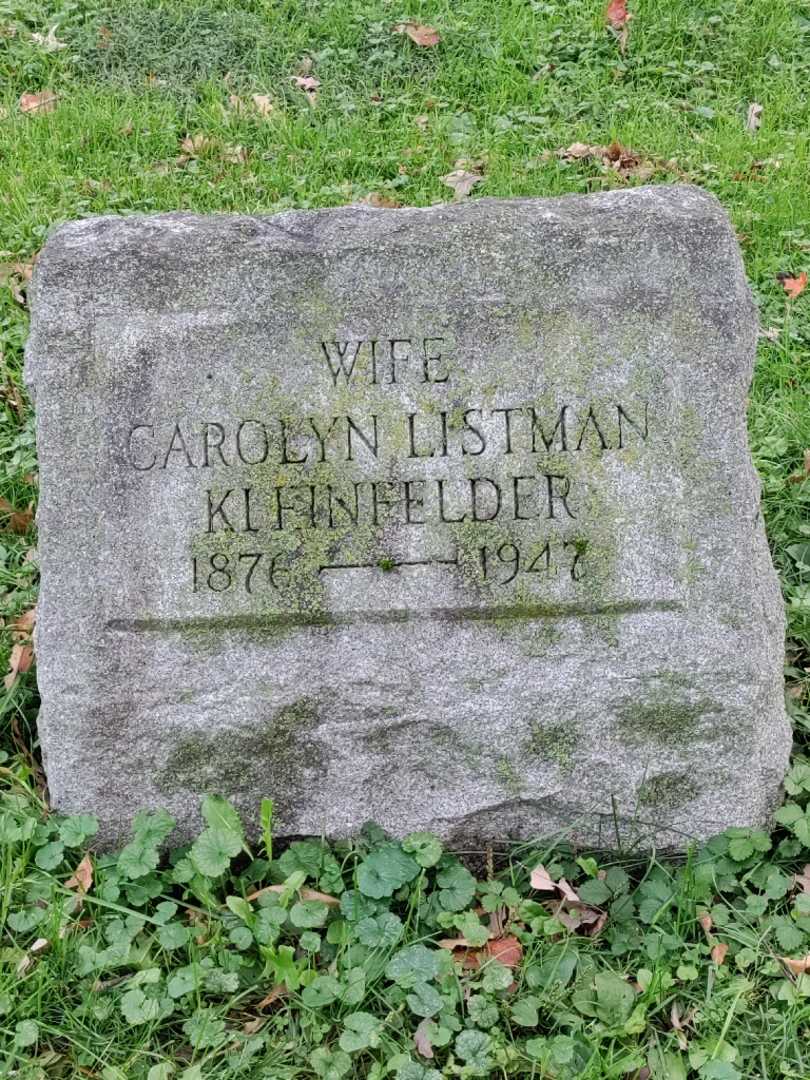 WIFE
CAROLYN LISTMAN
KLEINFELDER
1876 — 1947